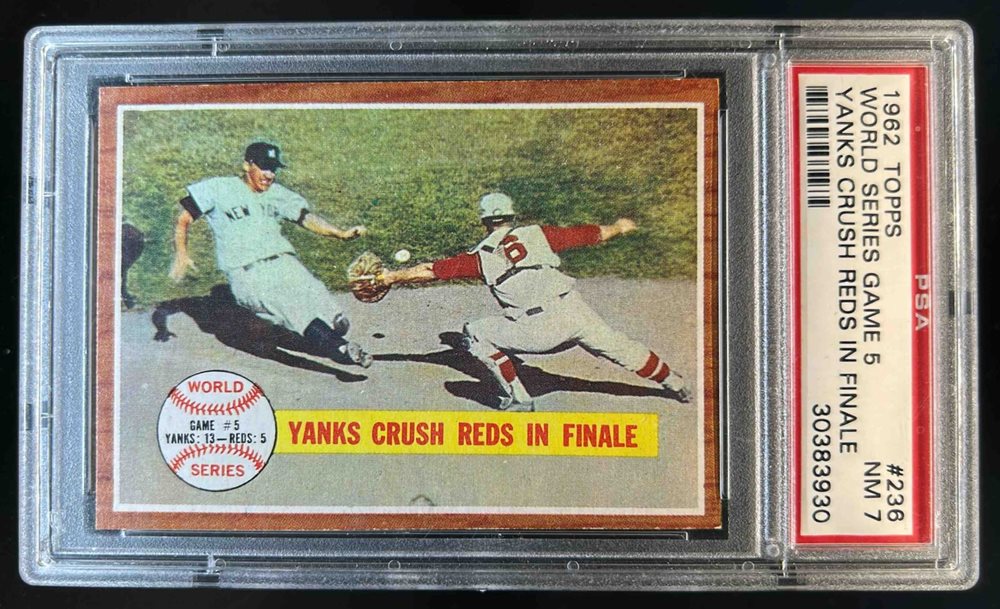 NEW YORK
6
WORLD
GAME #5
YANKS: 13 — REDS: 5
SERIES
YANKS CRUSH REDS IN FINALE
PSA
1962 TOPPS #236
WORLD SERIES GAME 5 NM 7
YANKS CRUSH REDS IN FINALE
30383930